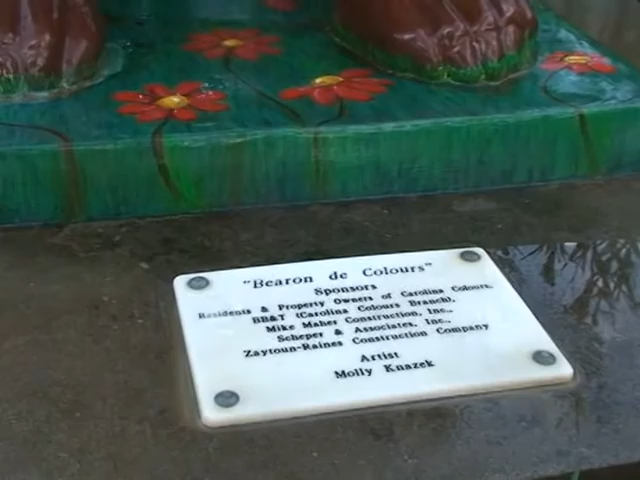 "Bearon de Colours"
Sponsors
Residents & Property Owners of Carolina Colours,
BB&T (Carolina Colours Branch),
Mike Maher Construction, Inc.,
Scheper & Associates, Inc.,
Zaytoun-Raines Construction Company
Artist
Molly Knazek